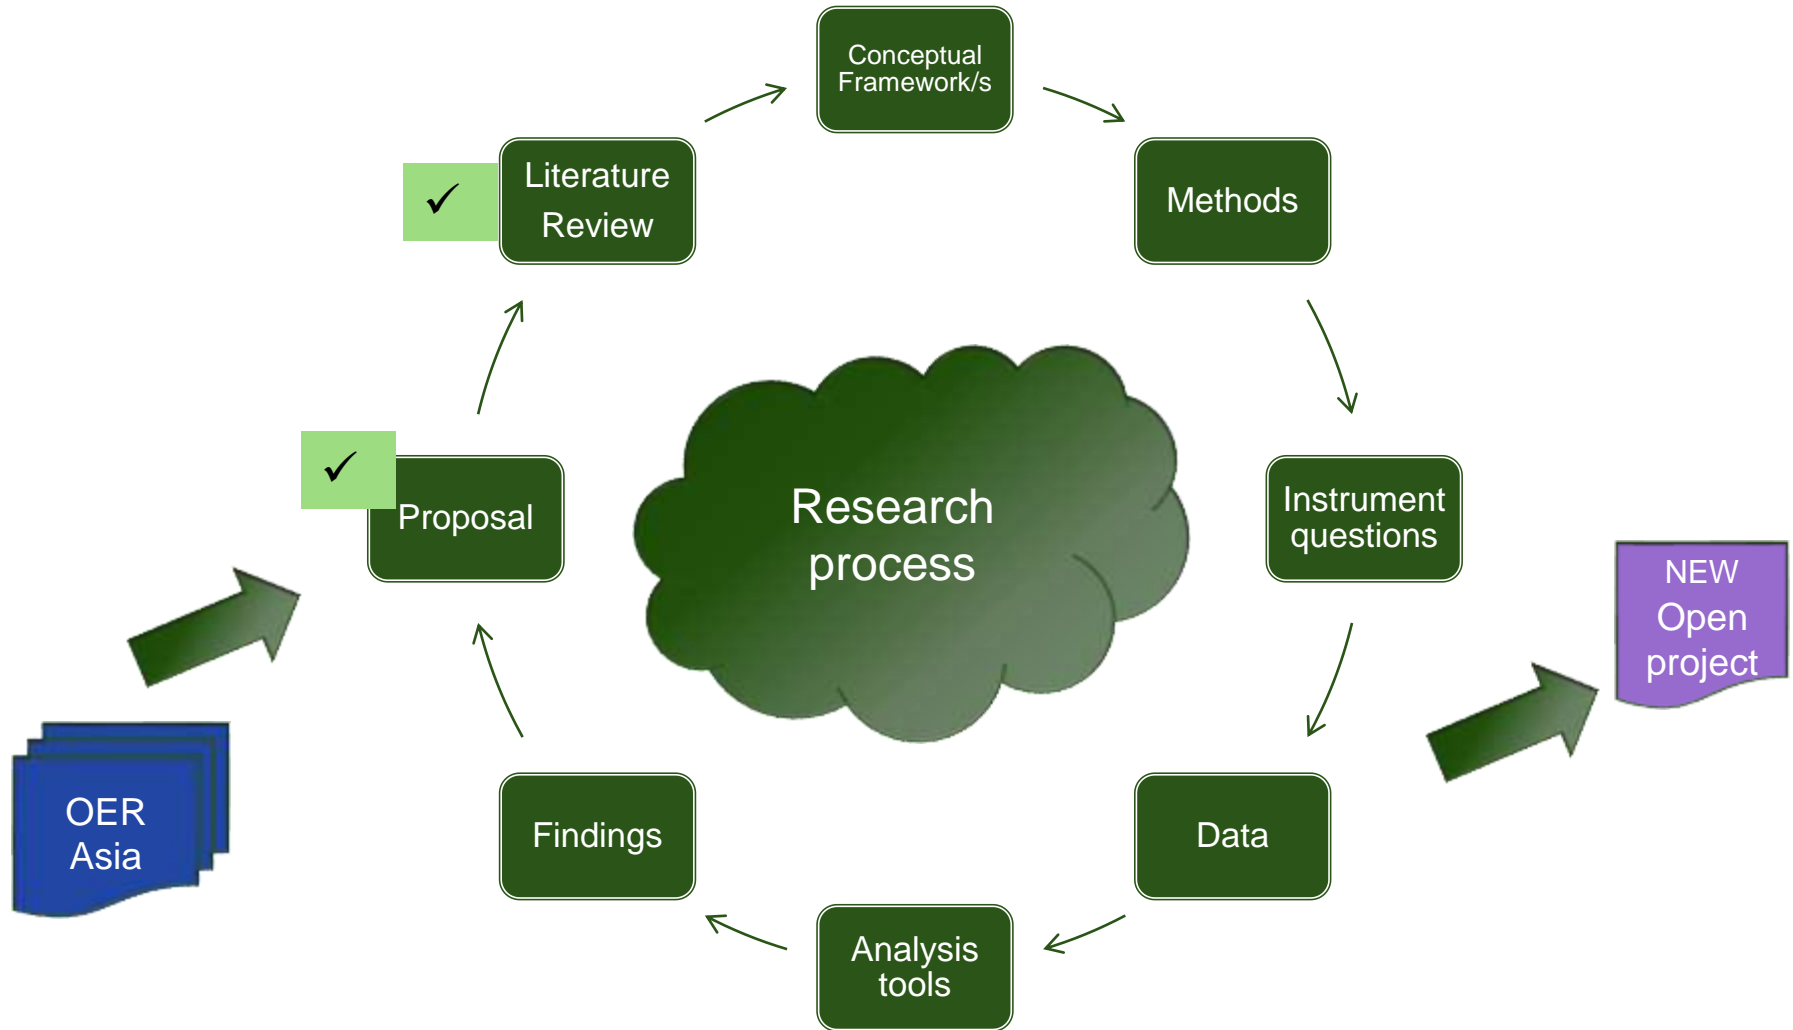 Conceptual
Framework/s
✓
Literature
Review
Methods
✓
Proposal
Research
process
Instrument
questions
NEW
Open
project
OER
Asia
Findings
Data
Analysis
tools